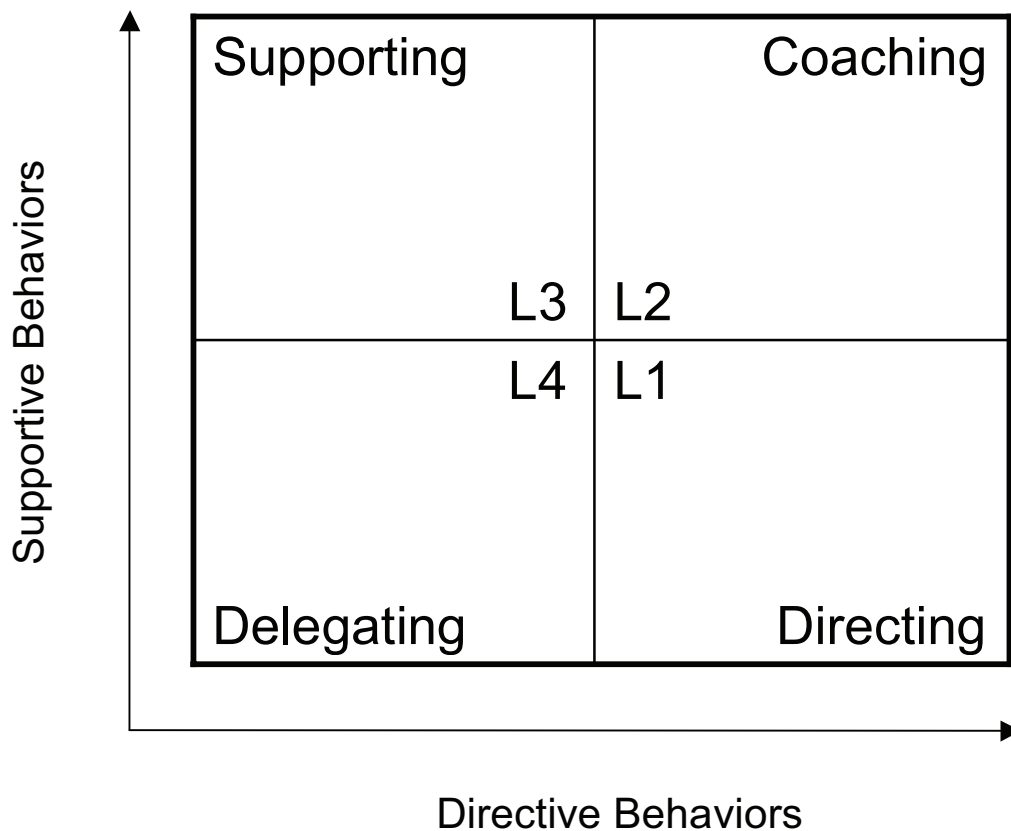 Supporting
Coaching
Supportive Behaviors
L3
L2
L4
L1
Delegating
Directing
Directive Behaviors